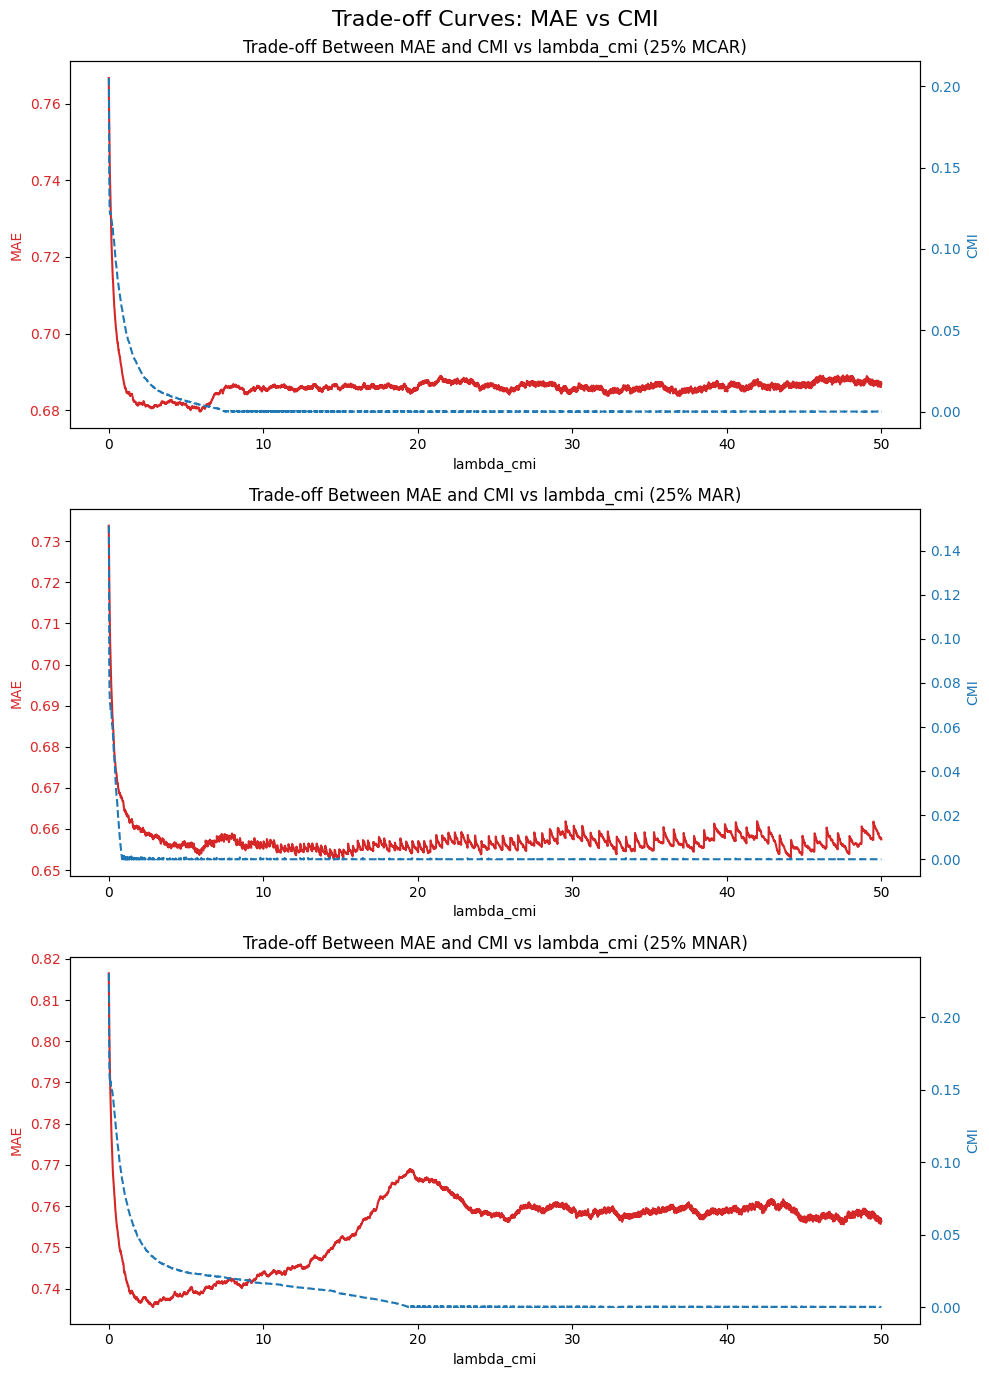 Trade-off Curves: MAE vs CMI
Trade-off Between MAE and CMI vs lambda_cmi (25% MCAR)
0.76
0.74
0.72
0.70
0.68
MAE
0.20
0.15
0.10
0.05
0.00
CMI
0 10 20 30 40 50
lambda_cmi
Trade-off Between MAE and CMI vs lambda_cmi (25% MAR)
0.73
0.72
0.71
0.70
0.69
0.68
0.67
0.66
0.65
MAE
0.14
0.12
0.10
0.08
0.06
0.04
0.02
0.00
CMI
0 10 20 30 40 50
lambda_cmi
Trade-off Between MAE and CMI vs lambda_cmi (25% MNAR)
0.82
0.81
0.80
0.79
0.78
0.77
0.76
0.75
0.74
MAE
0.20
0.15
0.10
0.05
0.00
CMI
0 10 20 30 40 50
lambda_cmi